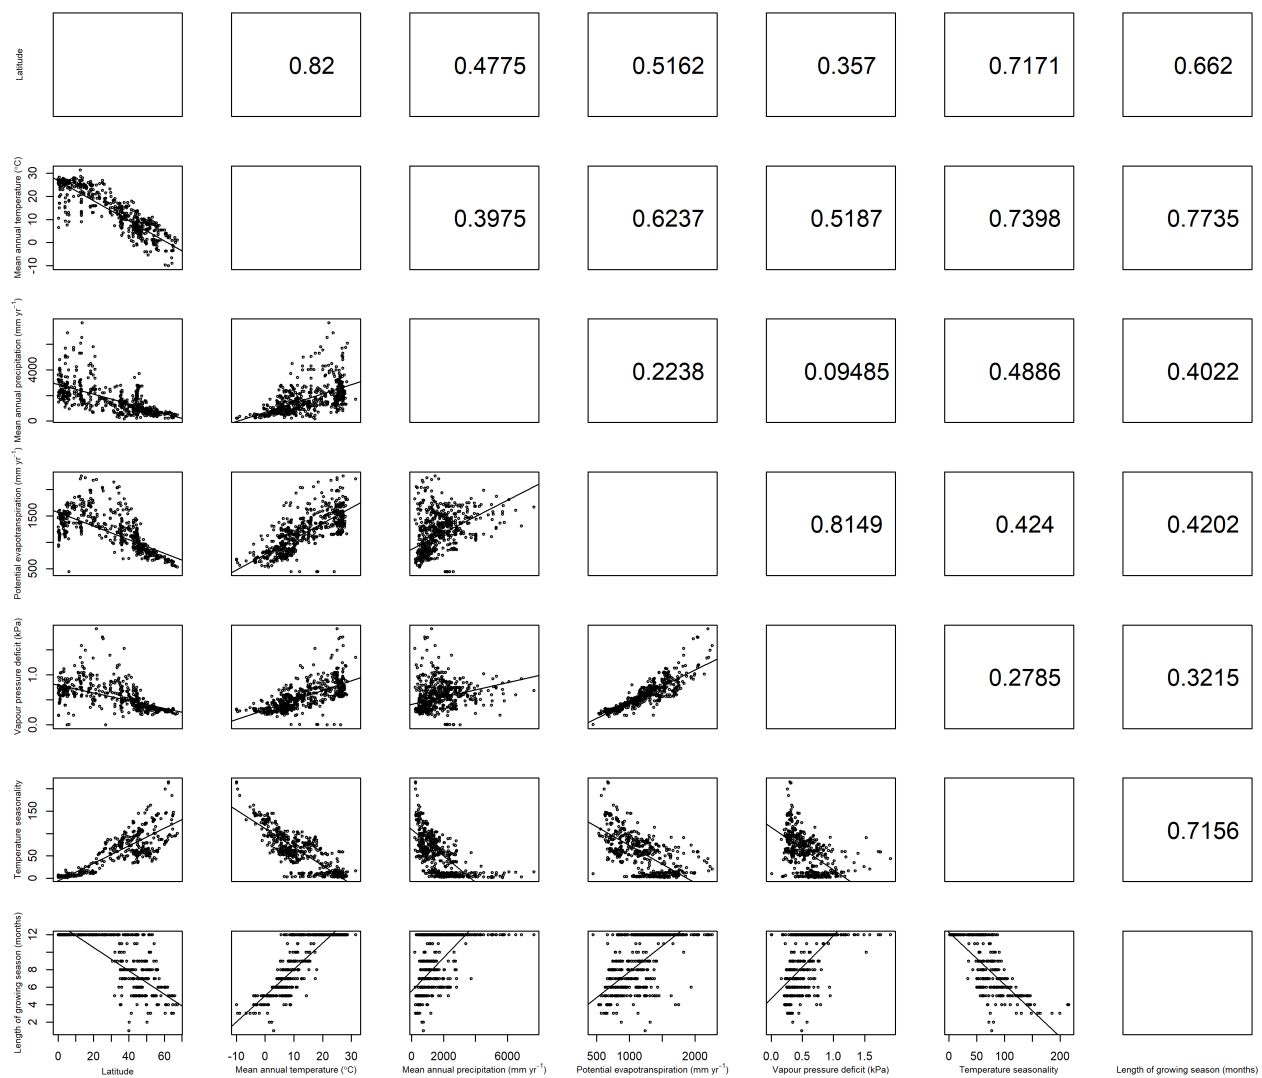 Latitude
0.82
0.4775
0.5162
0.357
0.7171
0.662
Mean annual temperature (°C)
-10 0 10 20 30
0.3975
0.6237
0.5187
0.7398
0.7735
Mean annual precipitation (mm yr⁻¹)
0 4000
0.2238
0.09485
0.4886
0.4022
Potential evapotranspiration (mm yr⁻¹)
500 1500
0.8149
0.424
0.4202
Vapour pressure deficit (kPa)
0.0 1.0
0.2785
0.3215
Temperature seasonality
0 50 150
0.7156
Length of growing season (months)
2 4 6 8 10 12
0 20 40 60
-10 0 10 20 30
0 2000 6000
500 1000 2000
0.0 0.5 1.0 1.5
0 50 100 200
Latitude
Mean annual temperature (°C)
Mean annual precipitation (mm yr⁻¹)
Potential evapotranspiration (mm yr⁻¹)
Vapour pressure deficit (kPa)
Temperature seasonality
Length of growing season (months)